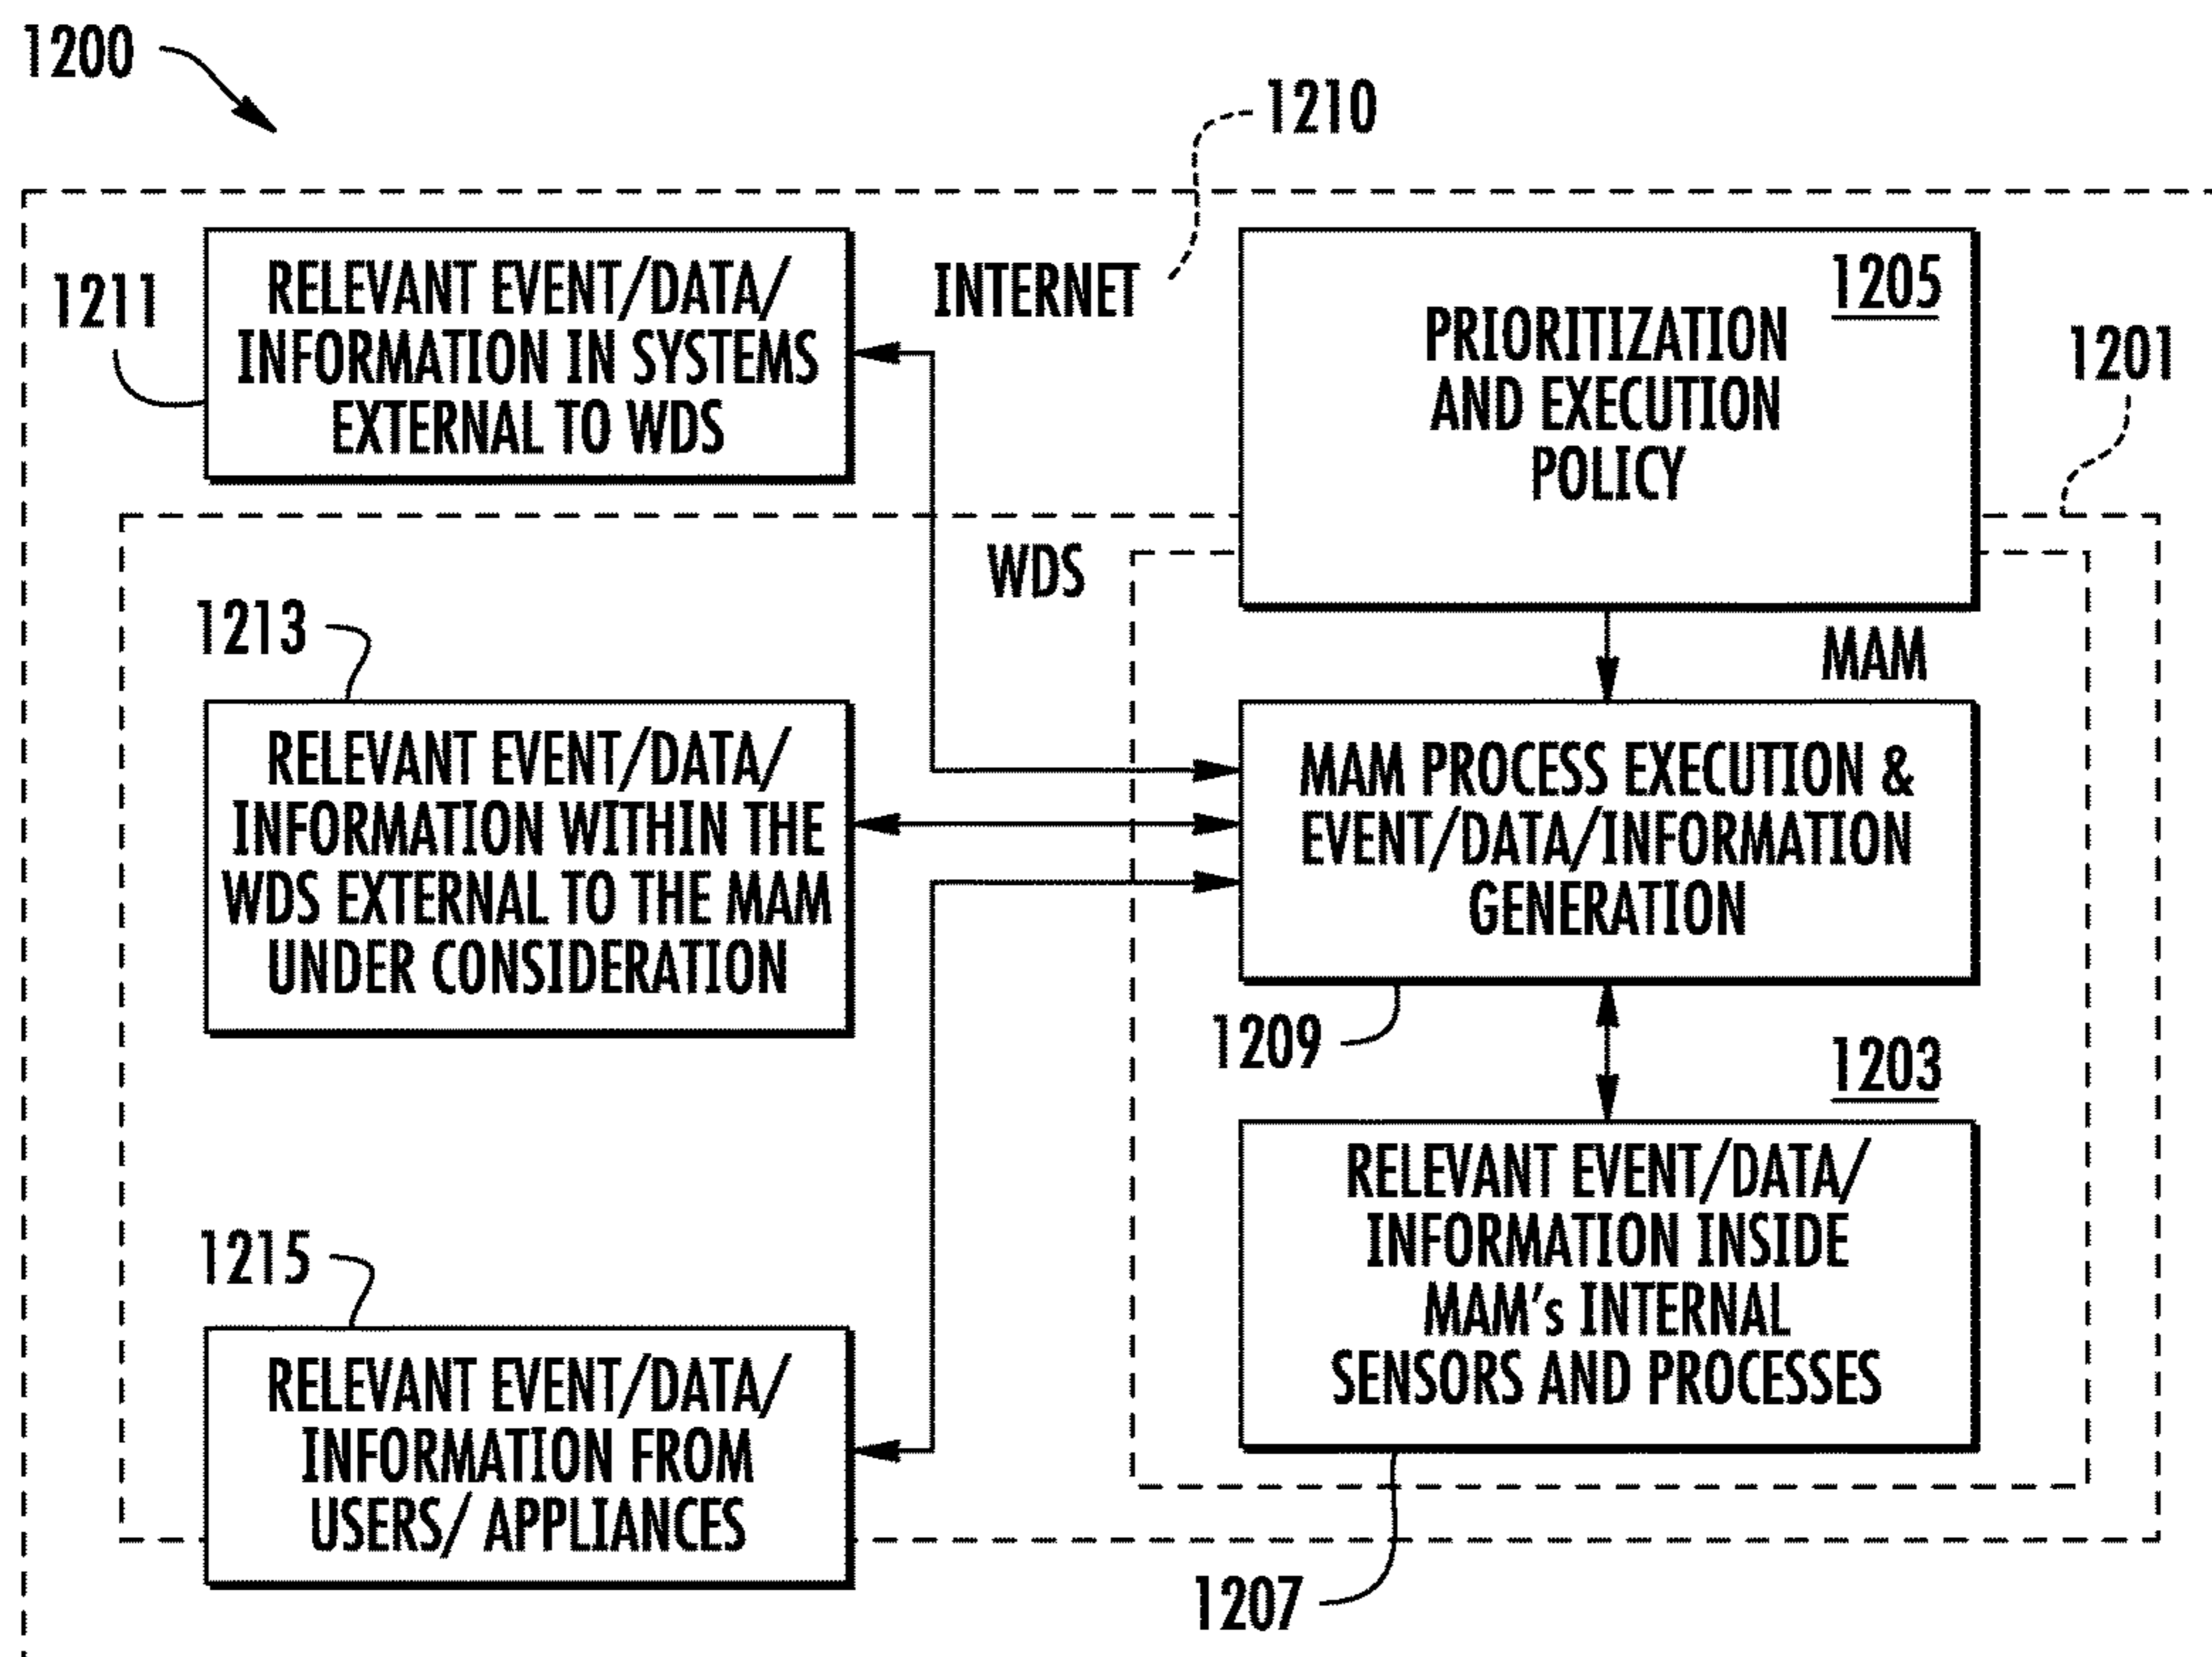 1200
1210
1211
RELEVANT EVENT/DATA/
INFORMATION IN SYSTEMS
EXTERNAL TO WDS
INTERNET
1205
PRIORITIZATION
AND EXECUTION
POLICY
1201
WDS
MAM
1213
RELEVANT EVENT/DATA/
INFORMATION WITHIN THE
WDS EXTERNAL TO THE MAM
UNDER CONSIDERATION
MAM PROCESS EXECUTION &
EVENT/DATA/INFORMATION
GENERATION
1209
1203
RELEVANT EVENT/DATA/
INFORMATION INSIDE
MAM's INTERNAL
SENSORS AND PROCESSES
1215
RELEVANT EVENT/DATA/
INFORMATION FROM
USERS/ APPLIANCES
1207